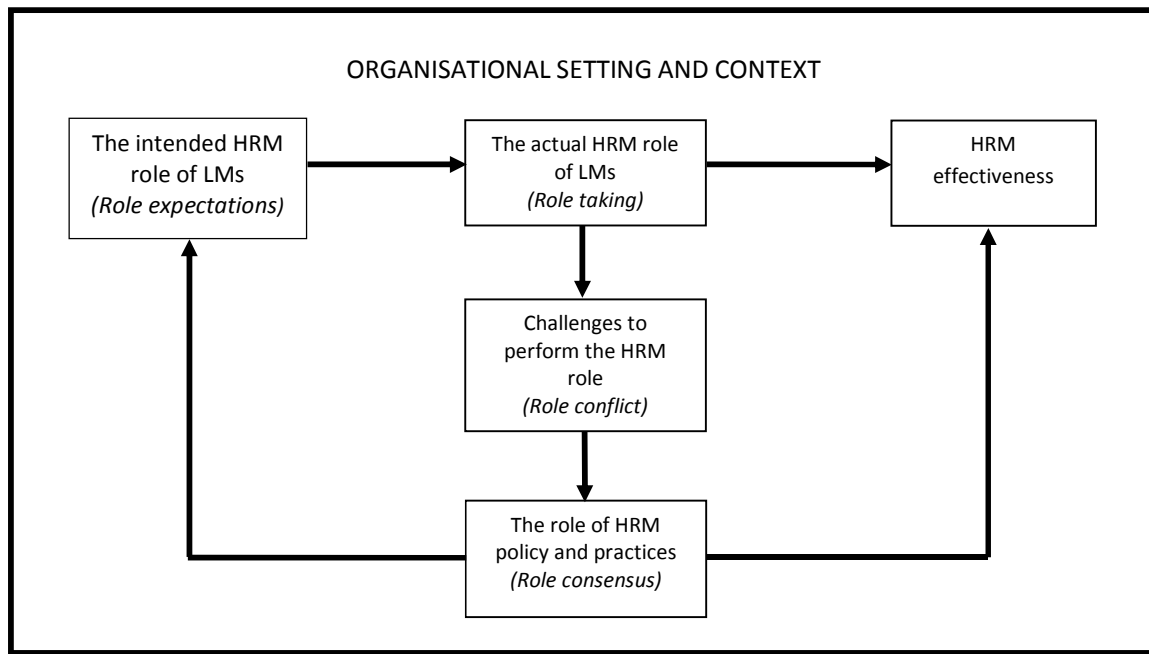 ORGANISATIONAL SETTING AND CONTEXT
The intended HRM
role of LMs
(Role expectations)
The actual HRM role
of LMs
(Role taking)
HRM
effectiveness
Challenges to
perform the HRM
role
(Role conflict)
The role of HRM
policy and practices
(Role consensus)